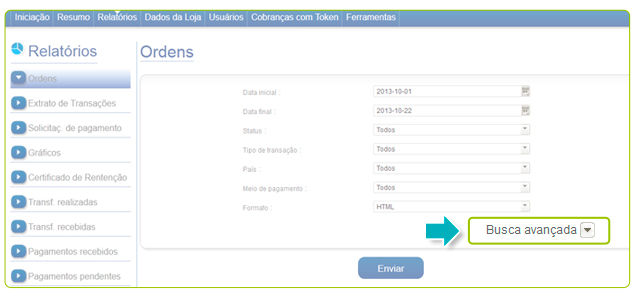 Iniciação Resumo Relatórios Dados da Loja Usuários Cobranças com Token Ferramentas
Relatórios
Ordens
Extrato de Transações
Solicitaç. de pagamento
Gráficos
Certificado de Rentenção
Transf. realizadas
Transf. recebidas
Pagamentos recebidos
Pagamentos pendentes
Ordens
Data inicial : 2013-10-01
Data final : 2013-10-22
Status : Todos
Tipo de transação : Todos
País : Todos
Meio de pagamento : Todos
Formato : HTML
Busca avançada
Enviar